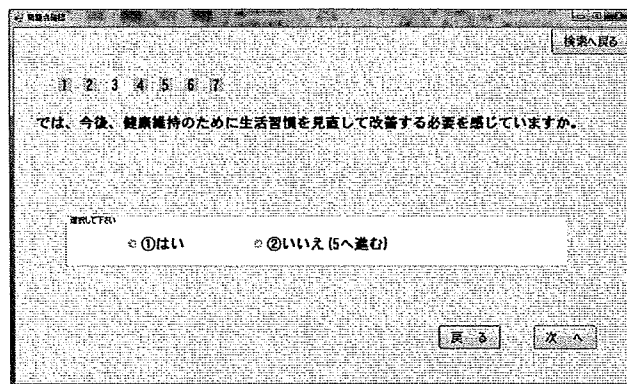 検索へ戻る
1 2 3 4 5 6 7
では、今後、健康維持のために生活習慣を見直して改善する必要を感じていますか。
選択して下さい
①はい ②いいえ(5へ進む)
戻 る 次 へ